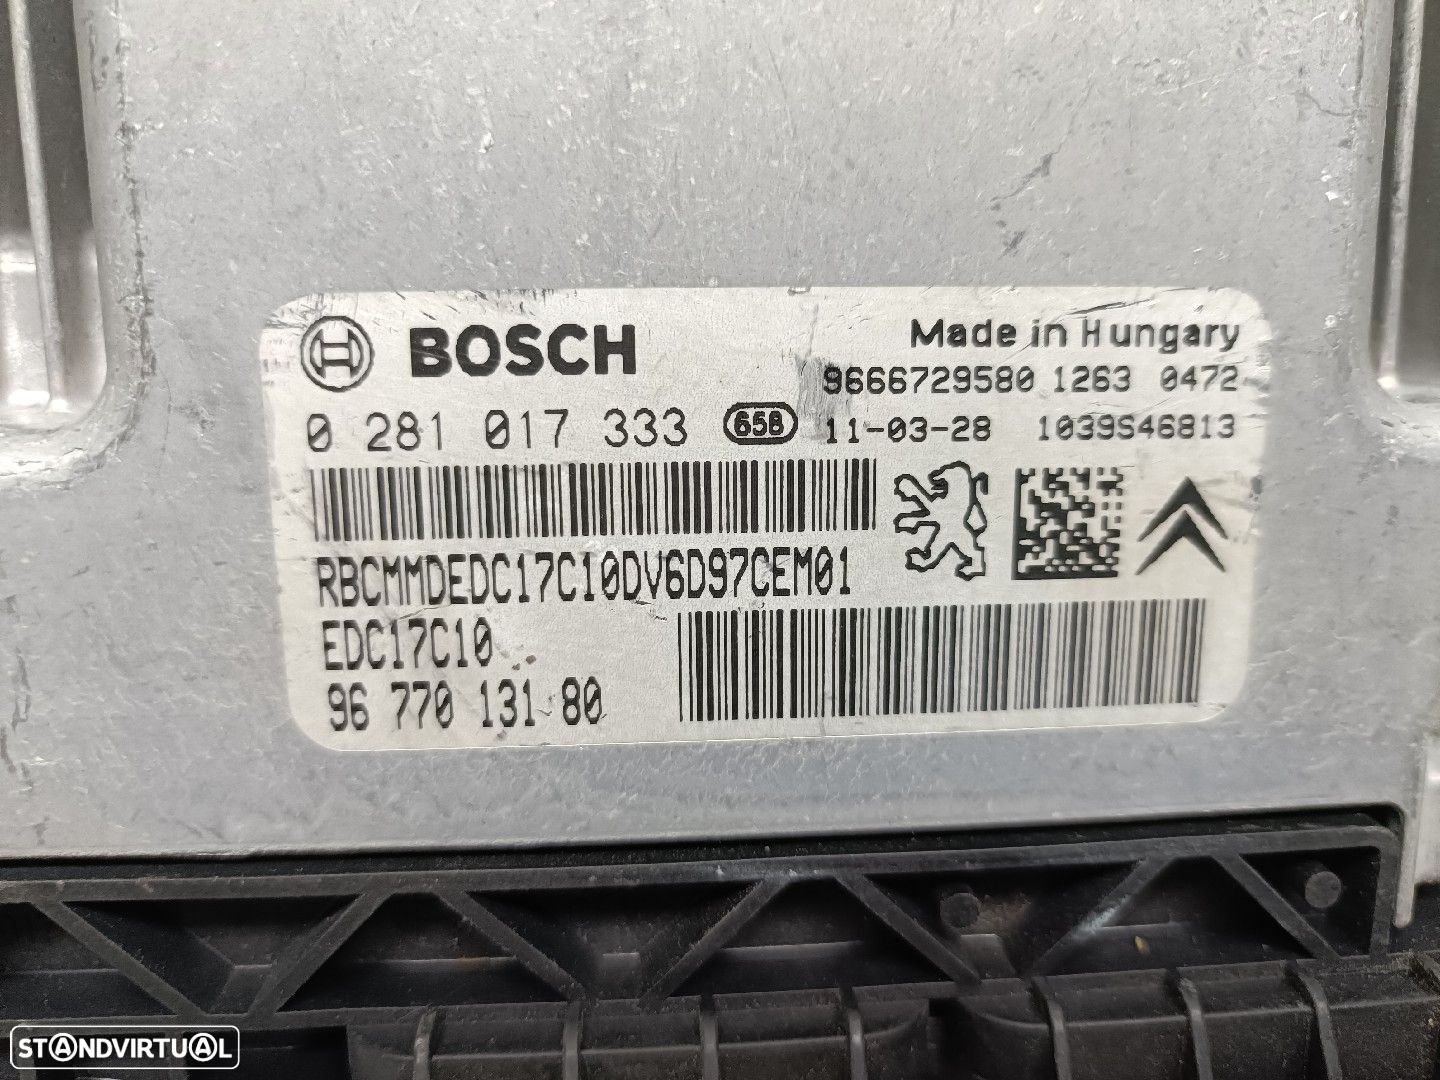 BOSCH
Made in Hungary
9666729580 1263 0472
0 281 017 333 658 11-03-28 1039S46813
RBCMMDEDC17C10DV6D97CEM01
EDC17C10
96 770 131 80
STANDVIRTUAL